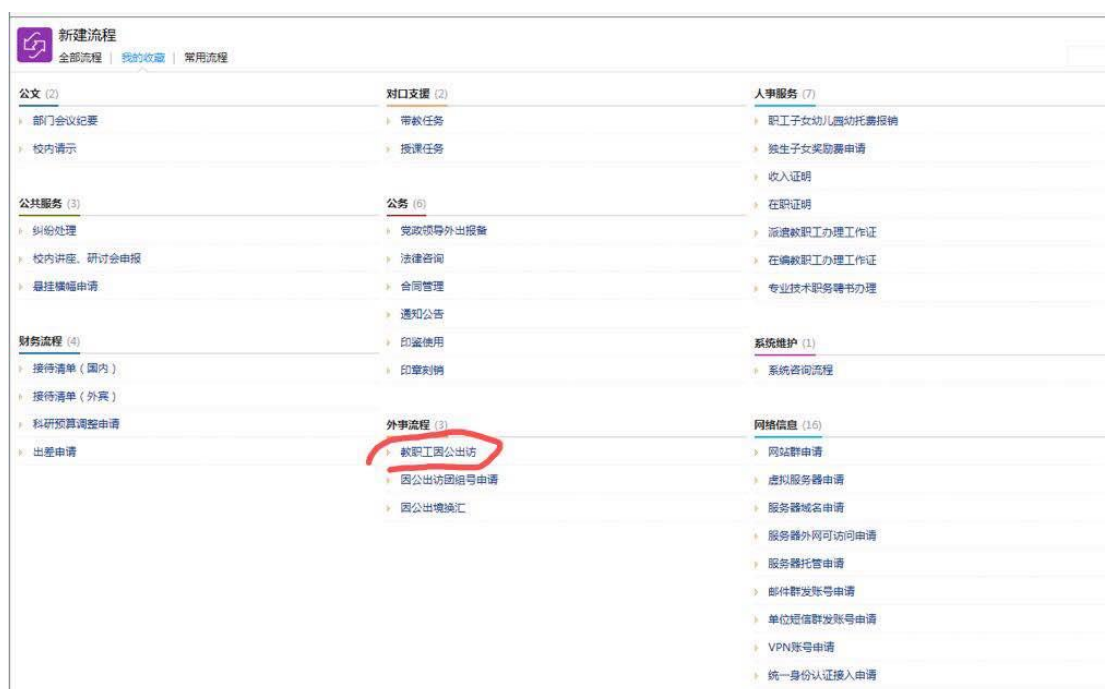 新建流程
全部流程 | 我的收藏 | 常用流程
公文 (2)
部门会议纪要
校内请示
公共服务 (3)
纠纷处理
校内讲座、研讨会申报
悬挂横幅申请
财务流程 (4)
接待清单（国内）
接待清单（外宾）
科研预算调整申请
出差申请
对口支援 (2)
带教任务
授课任务
公务 (6)
党政领导外出报备
法律咨询
合同管理
通知公告
印鉴使用
印章刻销
外事流程 (3)
教职工因公出访
因公出访团组号申请
因公出境换汇
人事服务 (7)
职工子女幼儿园幼托费报销
独生子女奖励费申请
收入证明
在职证明
派遣教职工办理工作证
在编教职工办理工作证
专业技术职务聘书办理
系统维护 (1)
系统咨询流程
网络信息 (16)
网站群申请
虚拟服务器申请
服务器域名申请
服务器外网可访问申请
服务器托管申请
邮件群发账号申请
单位短信群发账号申请
VPN账号申请
统一身份认证接入申请